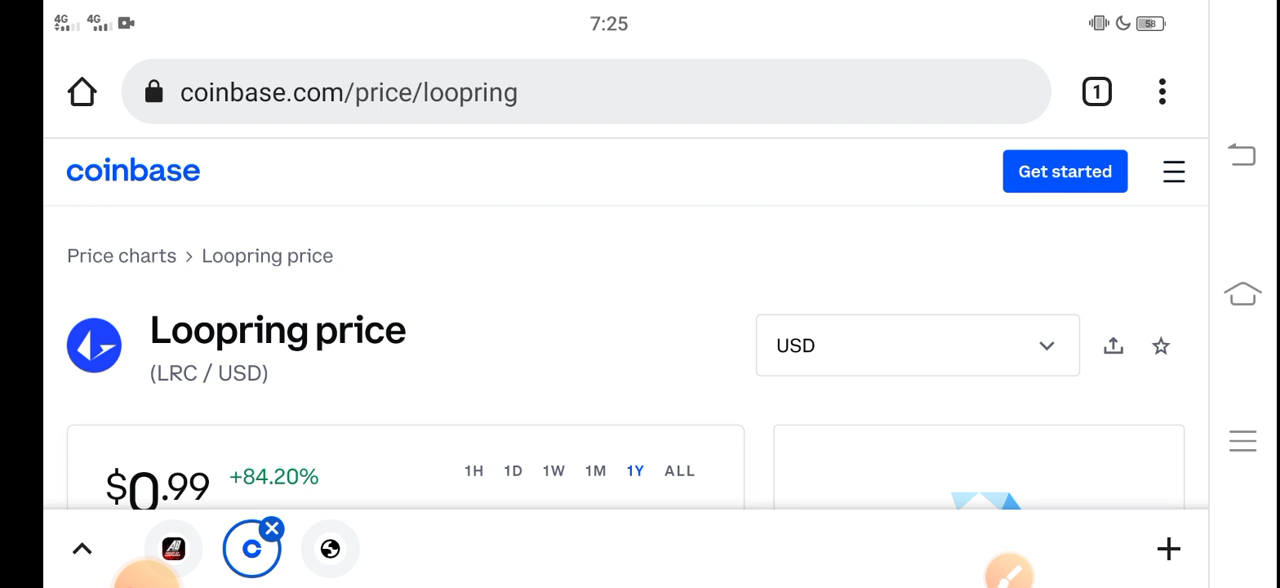 4G 4G 7:25 58
coinbase.com/price/loopring 1
coinbase Get started
Price charts > Loopring price
Loopring price
(LRC / USD)
USD
$0.99 +84.20% 1H 1D 1W 1M 1Y ALL